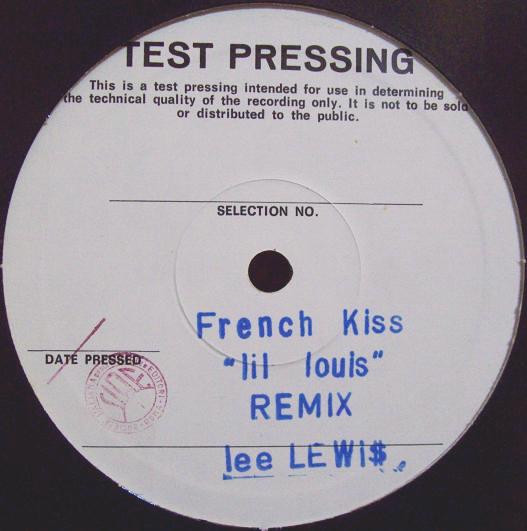 TEST PRESSING
This is a test pressing intended for use in determining
the technical quality of the recording only. It is not to be sold
or distributed to the public.
SELECTION NO.
French Kiss
"lil louis"
REMIX
DATE PRESSED
lee LEWI$